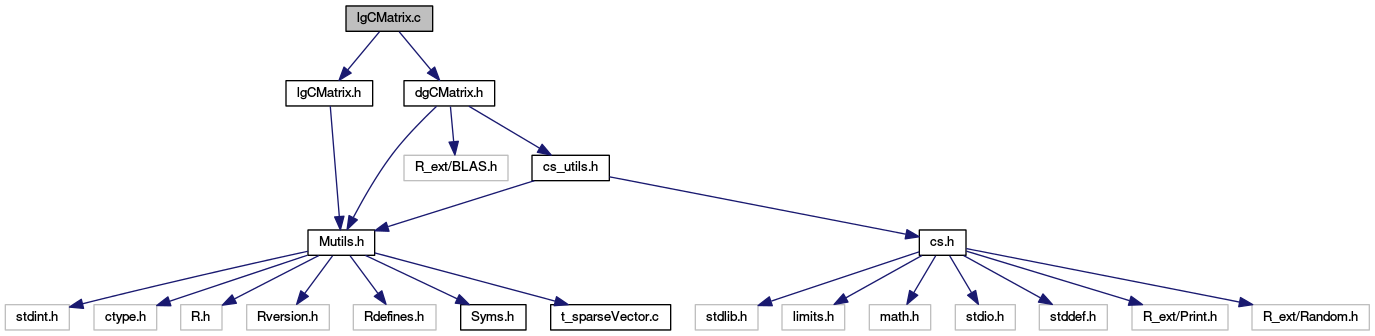 lgCMatrix.c
lgCMatrix.h
dgCMatrix.h
R_ext/BLAS.h
cs_utils.h
Mutils.h
cs.h
stdint.h
ctype.h
R.h
Rversion.h
Rdefines.h
Syms.h
t_sparseVector.c
stdlib.h
limits.h
math.h
stdio.h
stddef.h
R_ext/Print.h
R_ext/Random.h